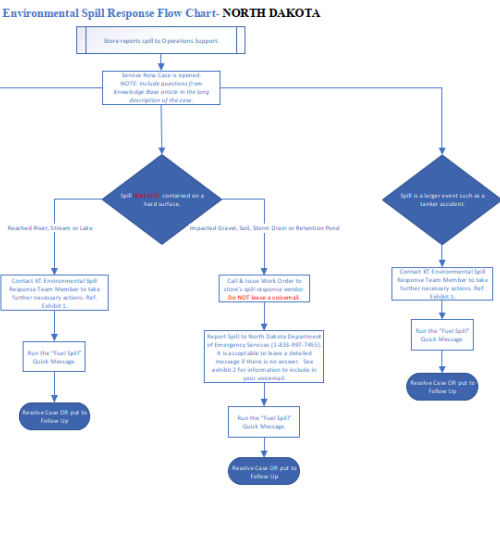 Environmental Spill Response Flow Chart- NORTH DAKOTA
Store reports spill to Operations Support.
Service Now Case is opened.
NOTE: Include questions from
Knowledge Base article in the long
description of the case.
Spill contained on a
hard surface.
Spill is a larger event such as a
tanker accident.
Reached River, Stream or Lake
Impacted Gravel, Soil, Storm Drain or Retention Pond
Contact KT Environmental Spill
Response Team Member to take
further necessary actions. Ref.
Exhibit 1.
Call & Issue Work Order to
store's spill response vendor.
Do NOT leave a voicemail.
Contact KT Environmental Spill
Response Team Member to take
further necessary actions. Ref.
Exhibit 1.
Run the "Fuel Spill"
Quick Message.
Report Spill to North Dakota Department
of Emergency Services (1-833-997-7455).
It is acceptable to leave a detailed
message if there is no answer. See
exhibit 2 for information to include in
your voicemail.
Run the "Fuel Spill"
Quick Message.
Resolve Case OR put to
Follow Up
Run the "Fuel Spill"
Quick Message.
Resolve Case OR put to
Follow Up
Resolve Case OR put to
Follow Up